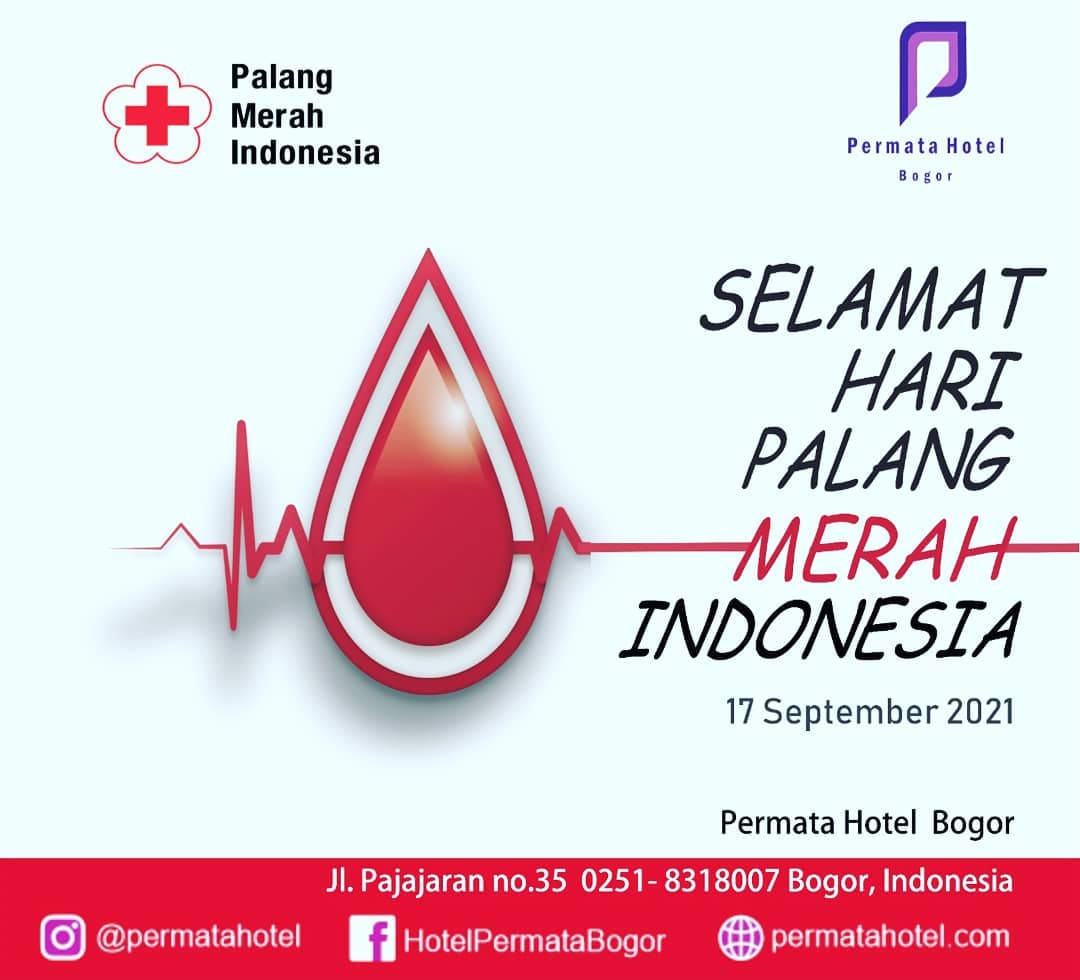 Palang
Merah
Indonesia
Permata Hotel
Bogor
SELAMAT
HARI
PALANG
MERAH
INDONESIA
17 September 2021
Permata Hotel  Bogor
Jl. Pajajaran no.35  0251- 8318007 Bogor, Indonesia
@permatahotel
HotelPermataBogor
permatahotel.com